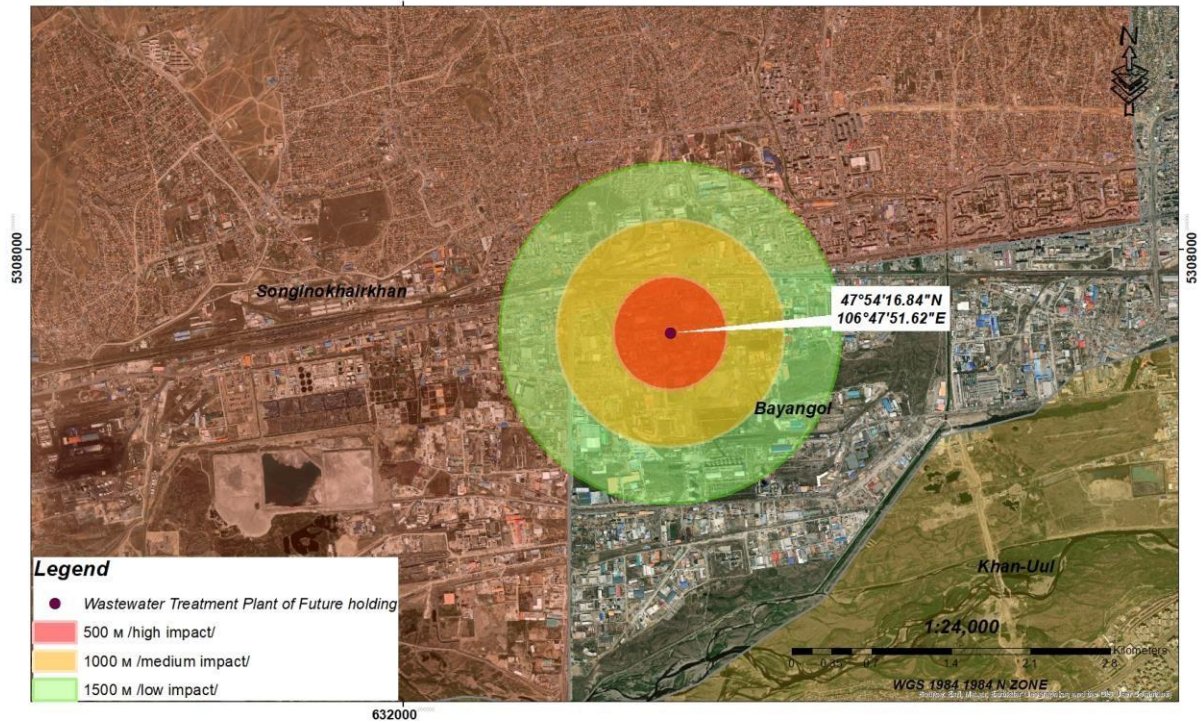 N
5308000
5308000
Songinokhairkhan
47°54'16.84"N
106°47'51.62"E
Bayangol
Khan-Uul
Legend
Wastewater Treatment Plant of Future holding
500 м /high impact/
1000 м /medium impact/
1500 м /low impact/
1:24,000
Kilometers
0 0.35 0.7 1.4 2.1 2.8
WGS 1984 1984 N ZONE
632000